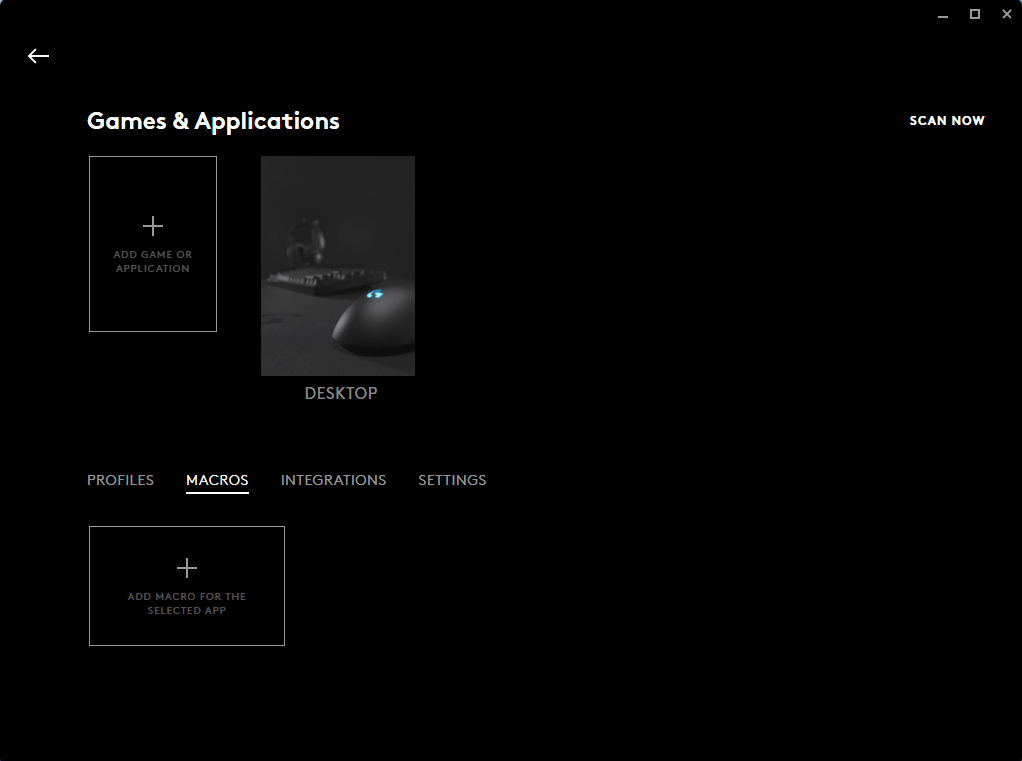 Games & Applications
SCAN NOW
ADD GAME OR
APPLICATION
DESKTOP
PROFILES
MACROS
INTEGRATIONS
SETTINGS
ADD MACRO FOR THE
SELECTED APP